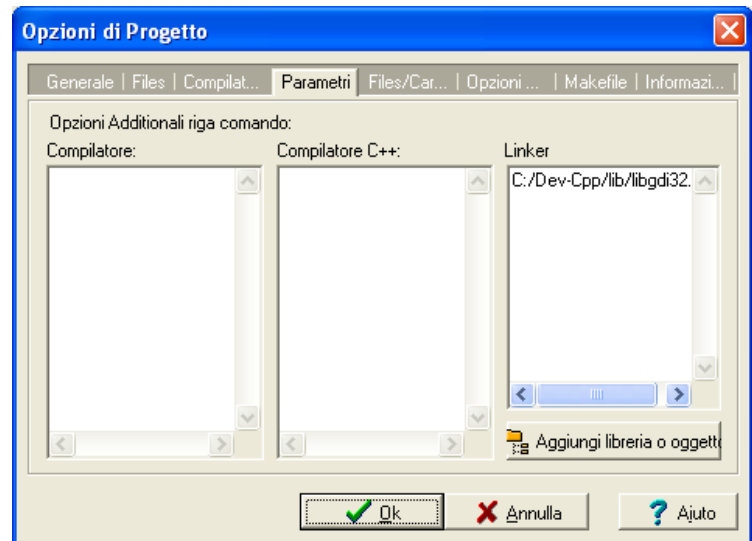 Opzioni di Progetto
Generale | Files | Compilat... Parametri Files/Car... | Opzioni ... | Makefile | Informazi... |
Opzioni Additionali riga comando:
Compilatore: Compilatore C++: Linker
C:/Dev-Cpp/lib/libgdi32.
Aggiungi libreria o oggetto
Ok Annulla ? Aiuto